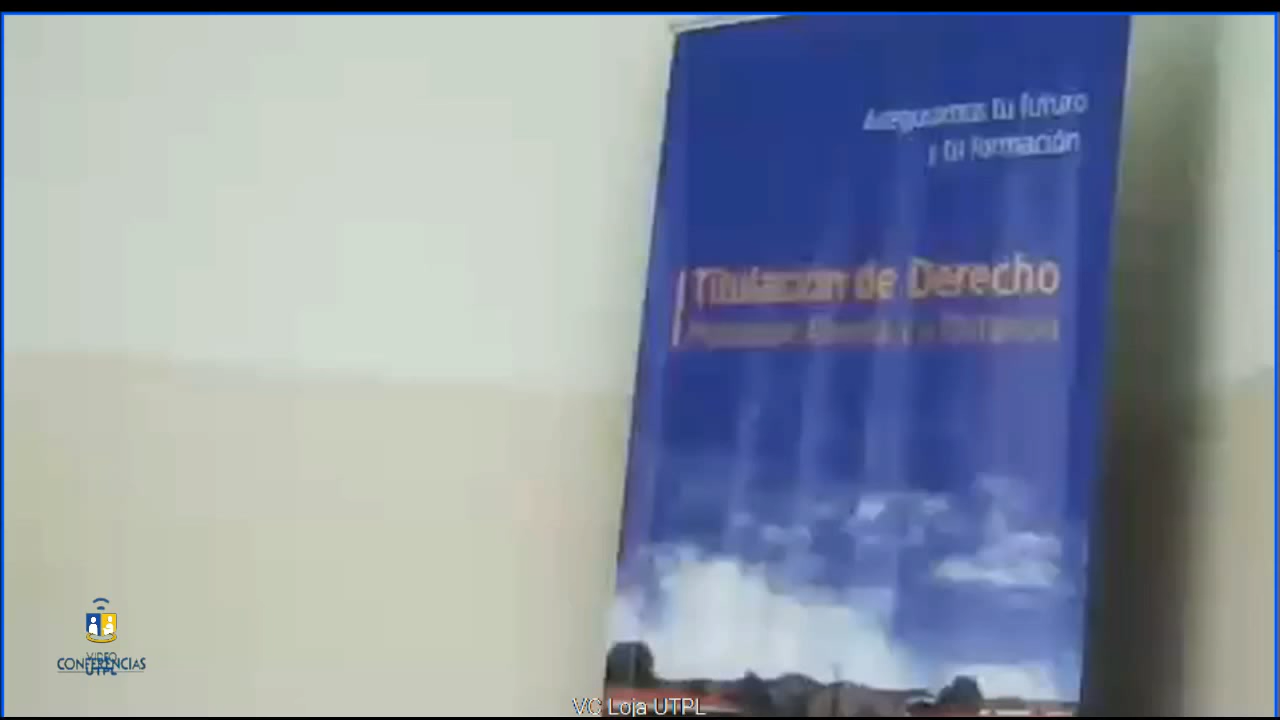 Aseguramos tu futuro
y tu formación
Titulación de Derecho
VIDEO
CONFERENCIAS
UTPL
VC Loja UTPL